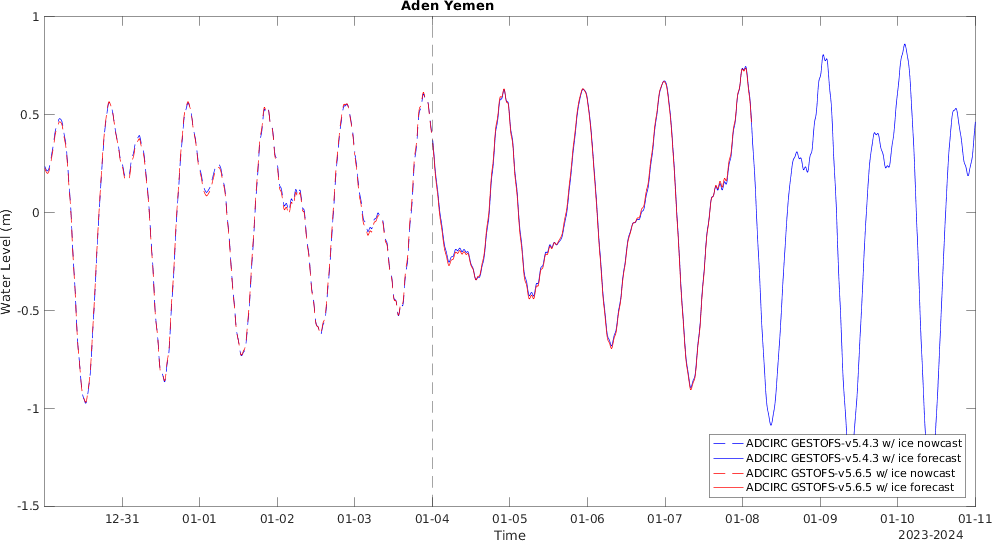 Aden Yemen
1
0.5
0
-0.5
-1
-1.5
Water Level (m)
12-31
01-01
01-02
01-03
01-04
01-05
01-06
01-07
01-08
01-09
01-10
01-11
Time
2023-2024
ADCIRC GESTOFS-v5.4.3 w/ ice nowcast
ADCIRC GESTOFS-v5.4.3 w/ ice forecast
ADCIRC GSTOFS-v5.6.5 w/ ice nowcast
ADCIRC GSTOFS-v5.6.5 w/ ice forecast